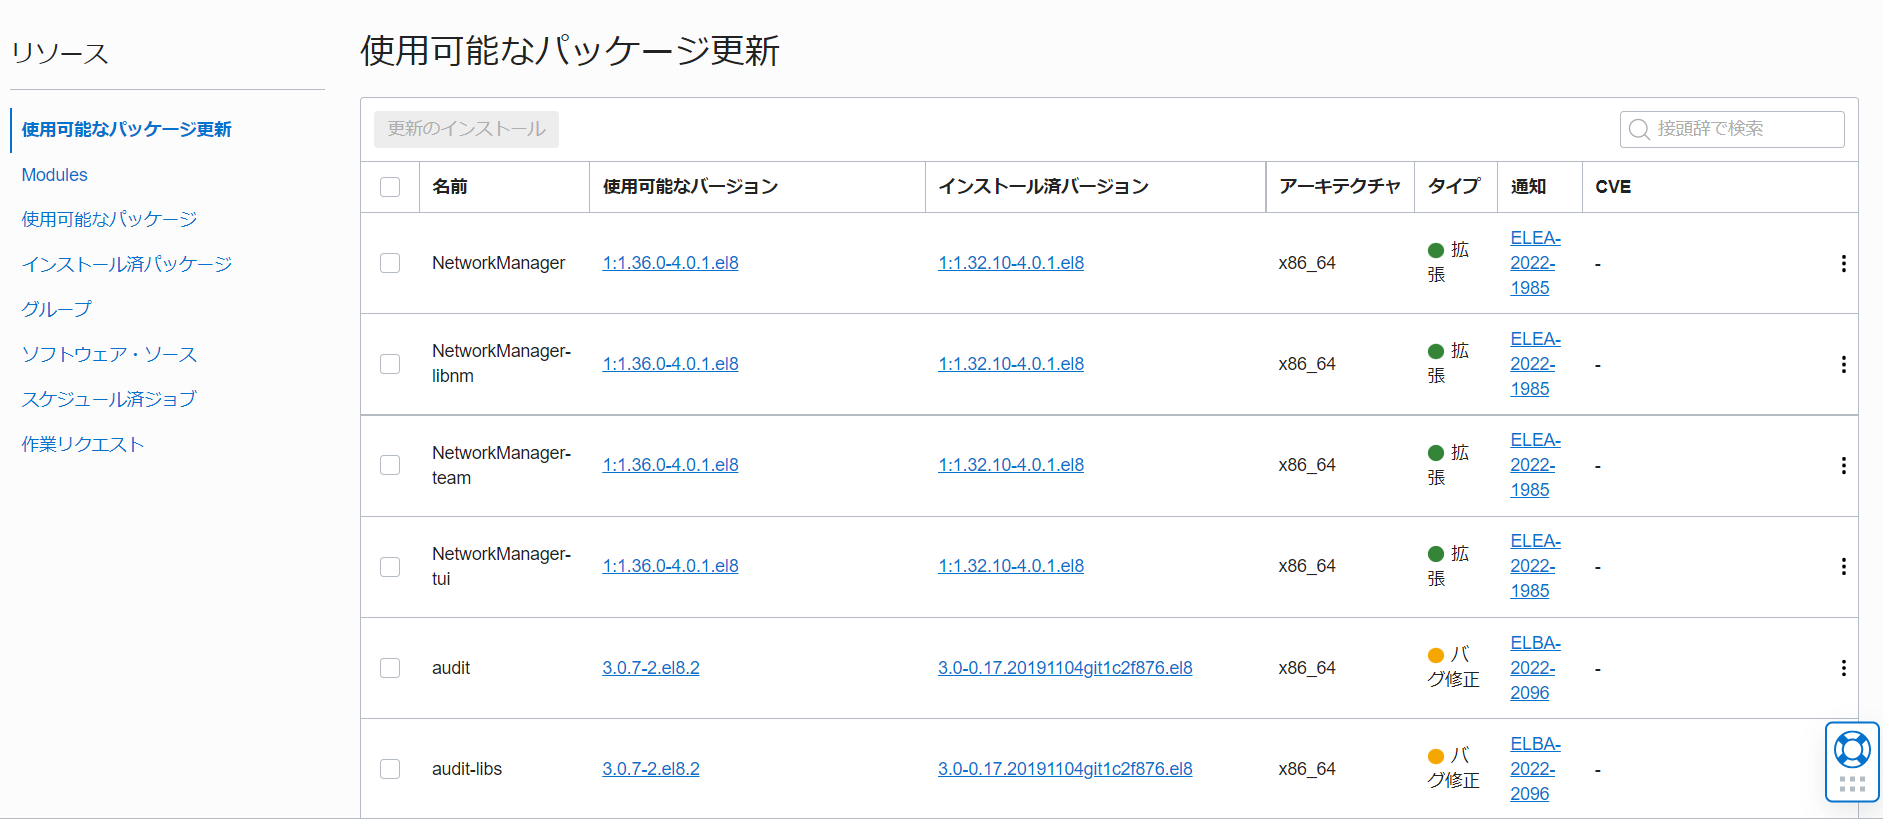 リソース
使用可能なパッケージ更新
Modules
使用可能なパッケージ
インストール済パッケージ
グループ
ソフトウェア・ソース
スケジュール済ジョブ
作業リクエスト
使用可能なパッケージ更新
更新のインストール
接頭辞で検索
名前 使用可能なバージョン インストール済バージョン アーキテクチャ タイプ 通知 CVE
NetworkManager 1:1.36.0-4.0.1.el8 1:1.32.10-4.0.1.el8 x86_64 拡
張 ELEA-
2022-
1985 -
NetworkManager-
libnm 1:1.36.0-4.0.1.el8 1:1.32.10-4.0.1.el8 x86_64 拡
張 ELEA-
2022-
1985 -
NetworkManager-
team 1:1.36.0-4.0.1.el8 1:1.32.10-4.0.1.el8 x86_64 拡
張 ELEA-
2022-
1985 -
NetworkManager-
tui 1:1.36.0-4.0.1.el8 1:1.32.10-4.0.1.el8 x86_64 拡
張 ELEA-
2022-
1985 -
audit 3.0.7-2.el8.2 3.0-0.17.20191104git1c2f876.el8 x86_64 バ
グ修正 ELBA-
2022-
2096 -
audit-libs 3.0.7-2.el8.2 3.0-0.17.20191104git1c2f876.el8 x86_64 バ
グ修正 ELBA-
2022-
2096 -